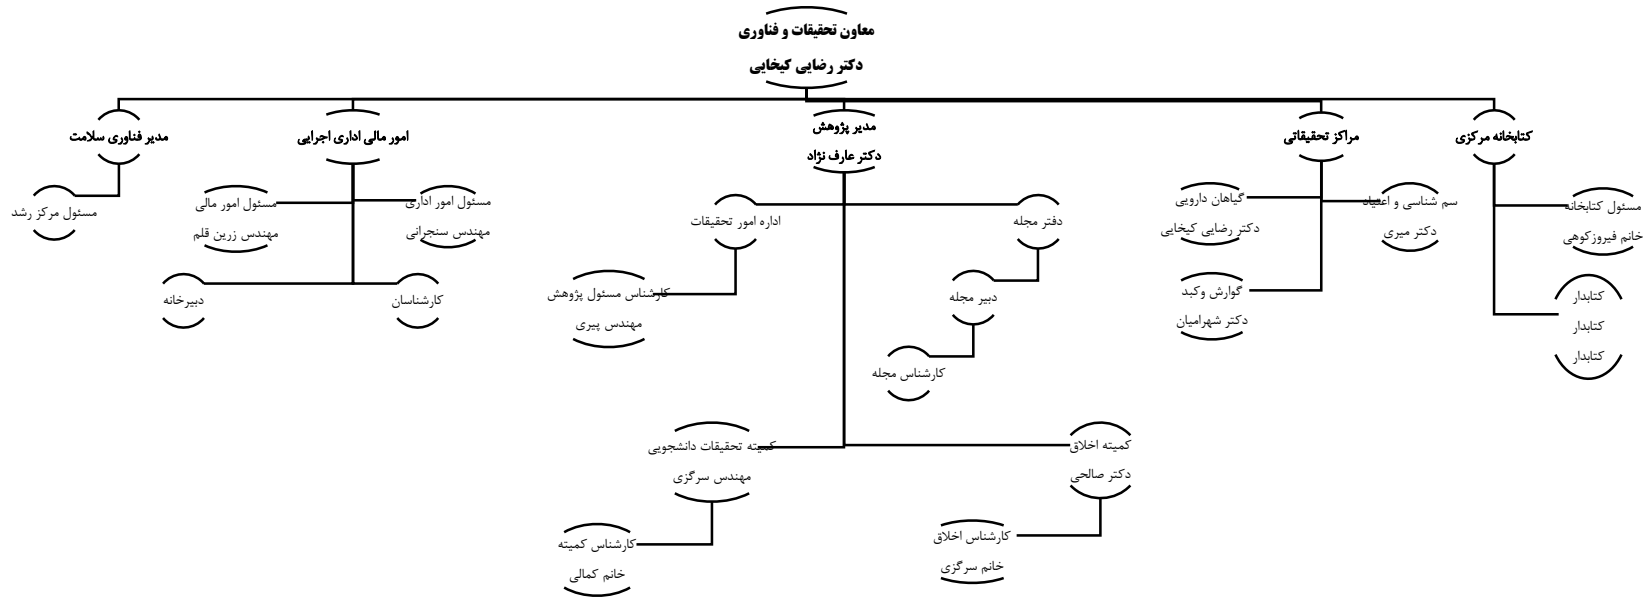 معاون تحقیقات و فناوری
دکتر رضایی کیخایی
کتابخانه مرکزی
مسئول کتابخانه
خانم فیروزکوهی
کتابدار
کتابدار
کتابدار
مراکز تحقیقاتی
سم شناسی و اعتیاد
دکتر میری
گیاهان دارویی
دکتر رضایی کیخایی
گوارش وکبد
دکتر شهرامیان
مدیر پژوهش
دکتر عارف نژاد
دفتر مجله
دبیر مجله
کارشناس مجله
اداره امور تحقیقات
کارشناس مسئول پژوهش
مهندس پیری
کمیته اخلاق
دکتر صالحی
کارشناس اخلاق
خانم سرگزی
کمیته تحقیقات دانشجویی
مهندس سرگزی
کارشناس کمیته
خانم کمالی
امور مالی اداری اجرایی
مسئول امور اداری
مهندس سنجرانی
مسئول امور مالی
مهندس زرین قلم
کارشناسان
دبیرخانه
مدیر فناوری سلامت
مسئول مرکز رشد